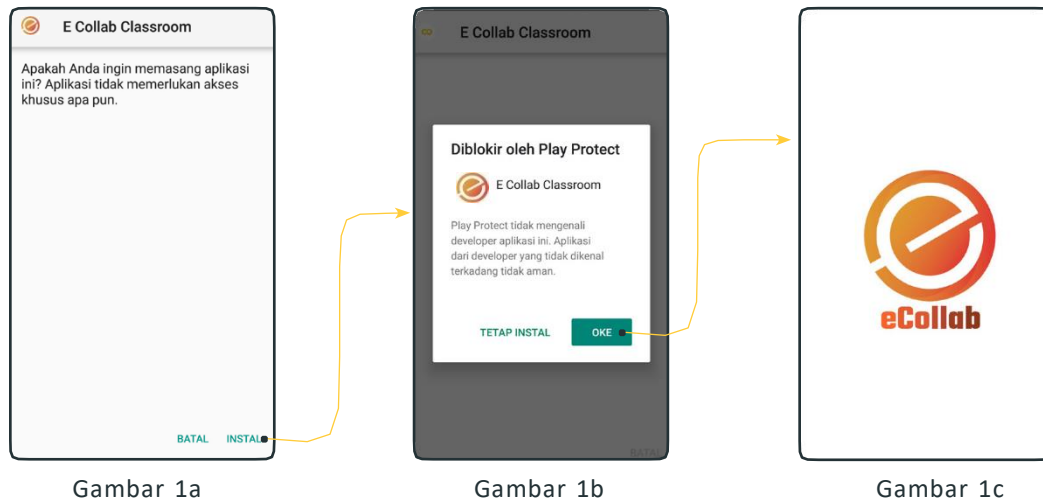 E Collab Classroom
Apakah Anda ingin memasang aplikasi
ini? Aplikasi tidak memerlukan akses
khusus apa pun.
BATAL INSTAL
Gambar 1a
E Collab Classroom
Diblokir oleh Play Protect
E Collab Classroom
Play Protect tidak mengenali
developer aplikasi ini. Aplikasi
dari developer yang tidak dikenal
terkadang tidak aman.
TETAP INSTAL OKE
BATAL
Gambar 1b
eCollab
Gambar 1c